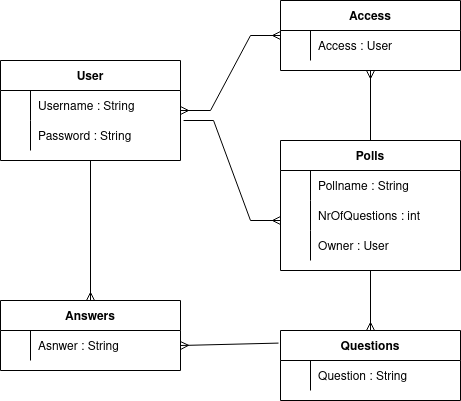 Access
Access : User
User
Username : String
Password : String
Polls
Pollname : String
NrOfQuestions : int
Owner : User
Answers
Asnwer : String
Questions
Question : String